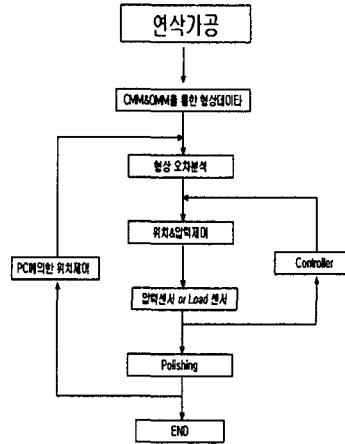 연삭가공
CMM&OMM을 통한 형상데이타
형상 오차분석
위치&압력제어
PC에의한 위치제어
Controller
압력센서 or Load 센서
Polishing
END